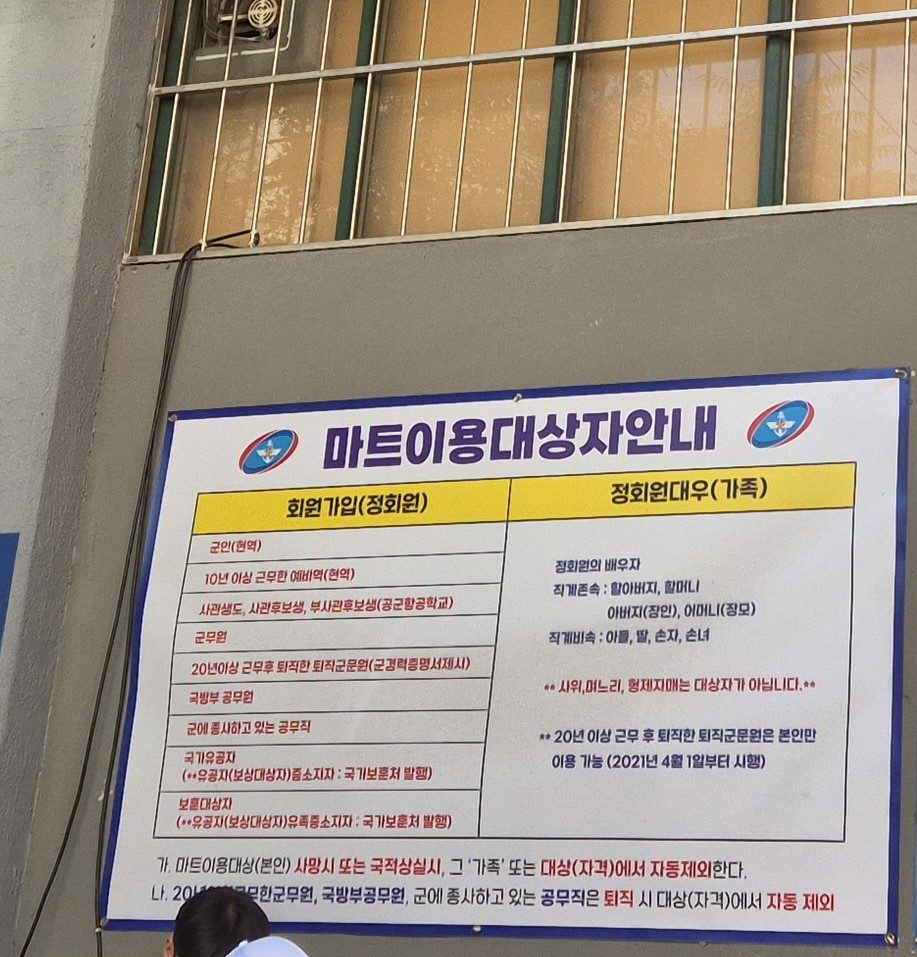 마트이용대상자안내
회원가입(정회원)
군인(현역)
10년 이상 근무한 예비역(현역)
사관생도, 사관후보생, 부사관후보생(공군항공학교)
군무원
20년이상 근무후 퇴직한 퇴직군문원(군경력증명서제시)
국방부 공무원
군에 종사하고 있는 공무직
국가유공자
(**유공자(보상대상자)증소지자 : 국가보훈처 발행)
보훈대상자
(**유공자(보상대상자)유족증소지자 : 국가보훈처 발행)
정회원대우(가족)
정회원의 배우자
직계존속 : 할아버지, 할머니
아버지(장인), 어머니(장모)
직계비속 : 아들, 딸, 손자, 손녀
** 사위,며느리, 형제자매는 대상자가 아닙니다.**
** 20년 이상 근무 후 퇴직한 퇴직군문원은 본인만
이용 가능 (2021년 4월 1일부터 시행)
가. 마트이용대상(본인) 사망시 또는 국적상실시, 그 '가족' 또는 대상(자격)에서 자동제외한다.
나. 20년 군무원, 국방부공무원, 군에 종사하고 있는 공무직은 퇴직 시 대상(자격)에서 자동 제외